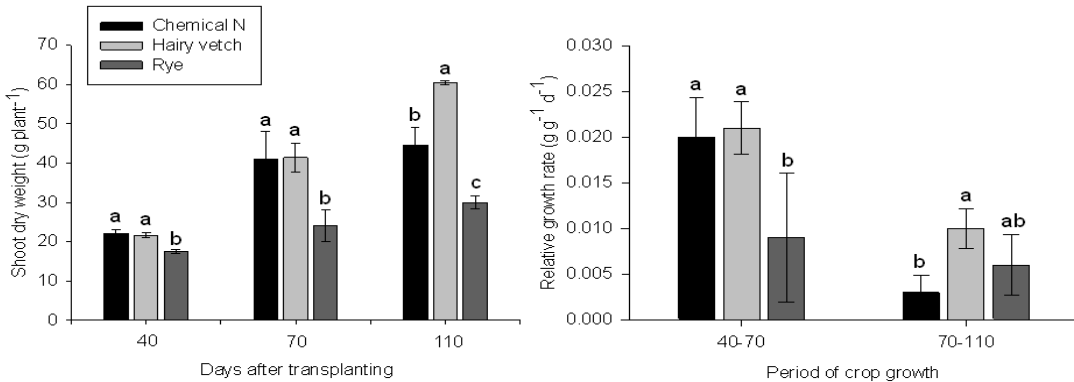 Chemical N
Hairy vetch
Rye
Shoot dry weight (g plant⁻¹)
70
60
50
40
30
20
10
0
a
a
b
a
a
b
b
a
c
40
70
110
Days after transplanting
Relative growth rate (g g⁻¹ d⁻¹)
0.030
0.025
0.020
0.015
0.010
0.005
0.000
a
a
b
b
a
ab
40-70
70-110
Period of crop growth